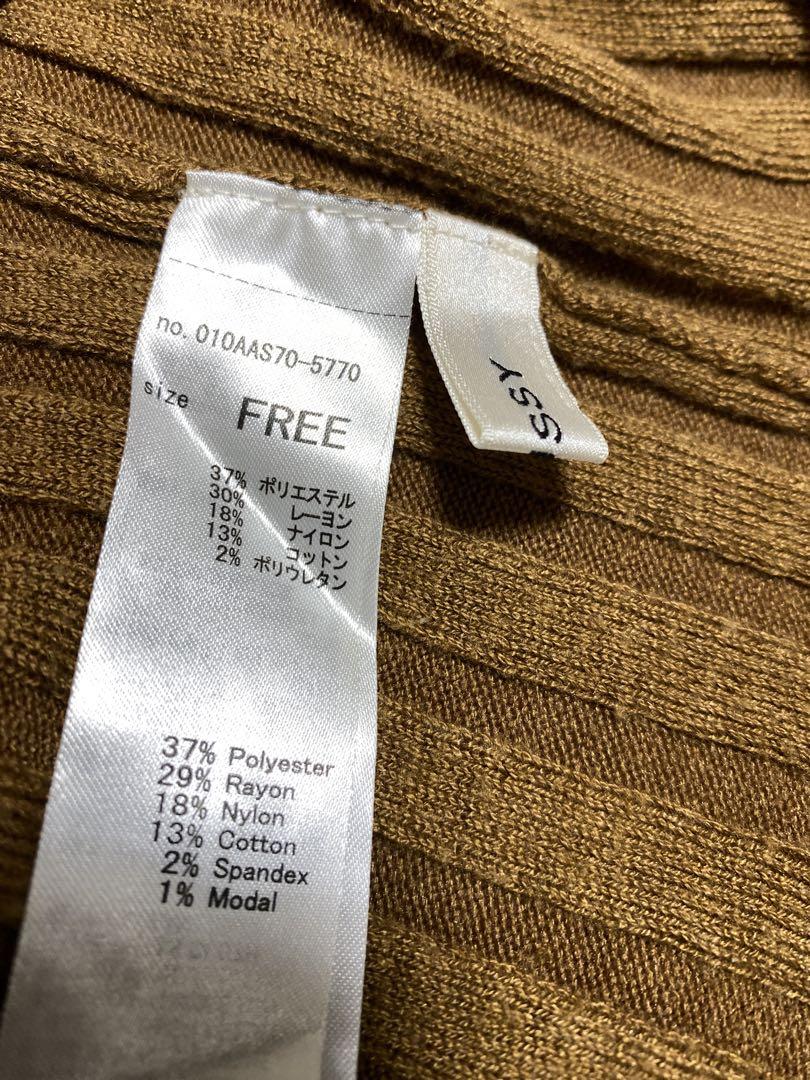 no. 010AAS70-5770
size FREE
37% ポリエステル
30% レーヨン
18% ナイロン
13% コットン
2% ポリウレタン
37% Polyester
29% Rayon
18% Nylon
13% Cotton
2% Spandex
1% Modal
SSY